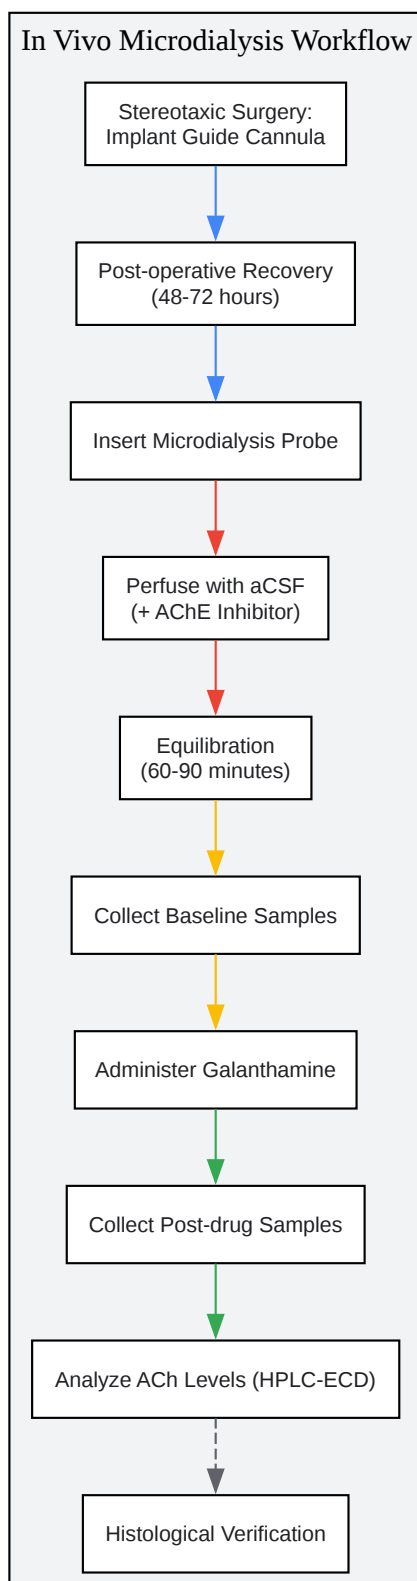 In Vivo Microdialysis Workflow
Stereotaxic Surgery:
Implant Guide Cannula
Post-operative Recovery
(48-72 hours)
Insert Microdialysis Probe
Perfuse with aCSF
(+ AChE Inhibitor)
Equilibration
(60-90 minutes)
Collect Baseline Samples
Administer Galanthamine
Collect Post-drug Samples
Analyze ACh Levels (HPLC-ECD)
Histological Verification